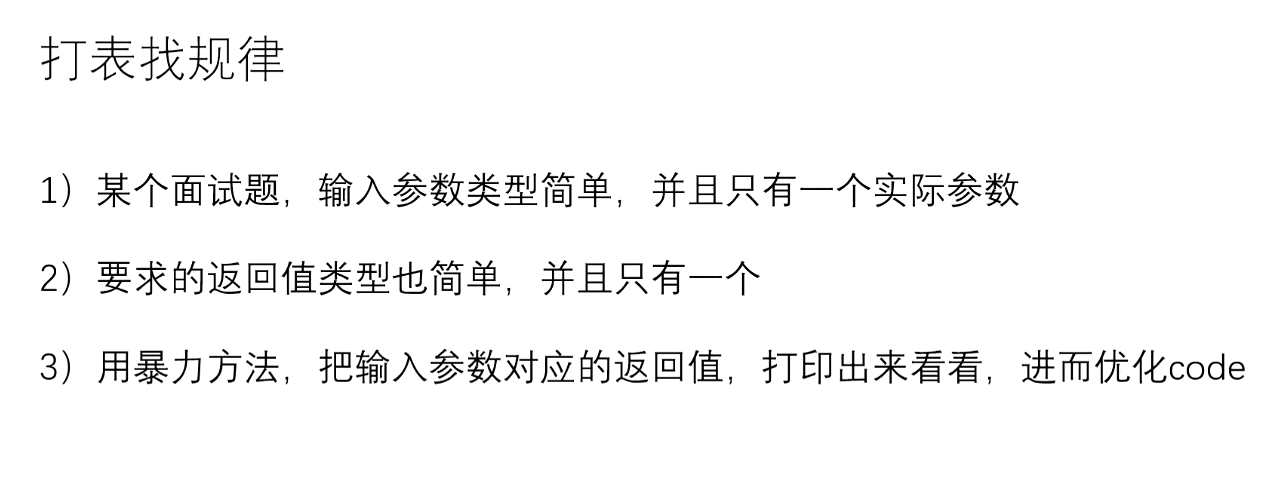 打表找规律
1）某个面试题，输入参数类型简单，并且只有一个实际参数
2）要求的返回值类型也简单，并且只有一个
3）用暴力方法，把输入参数对应的返回值，打印出来看看，进而优化code